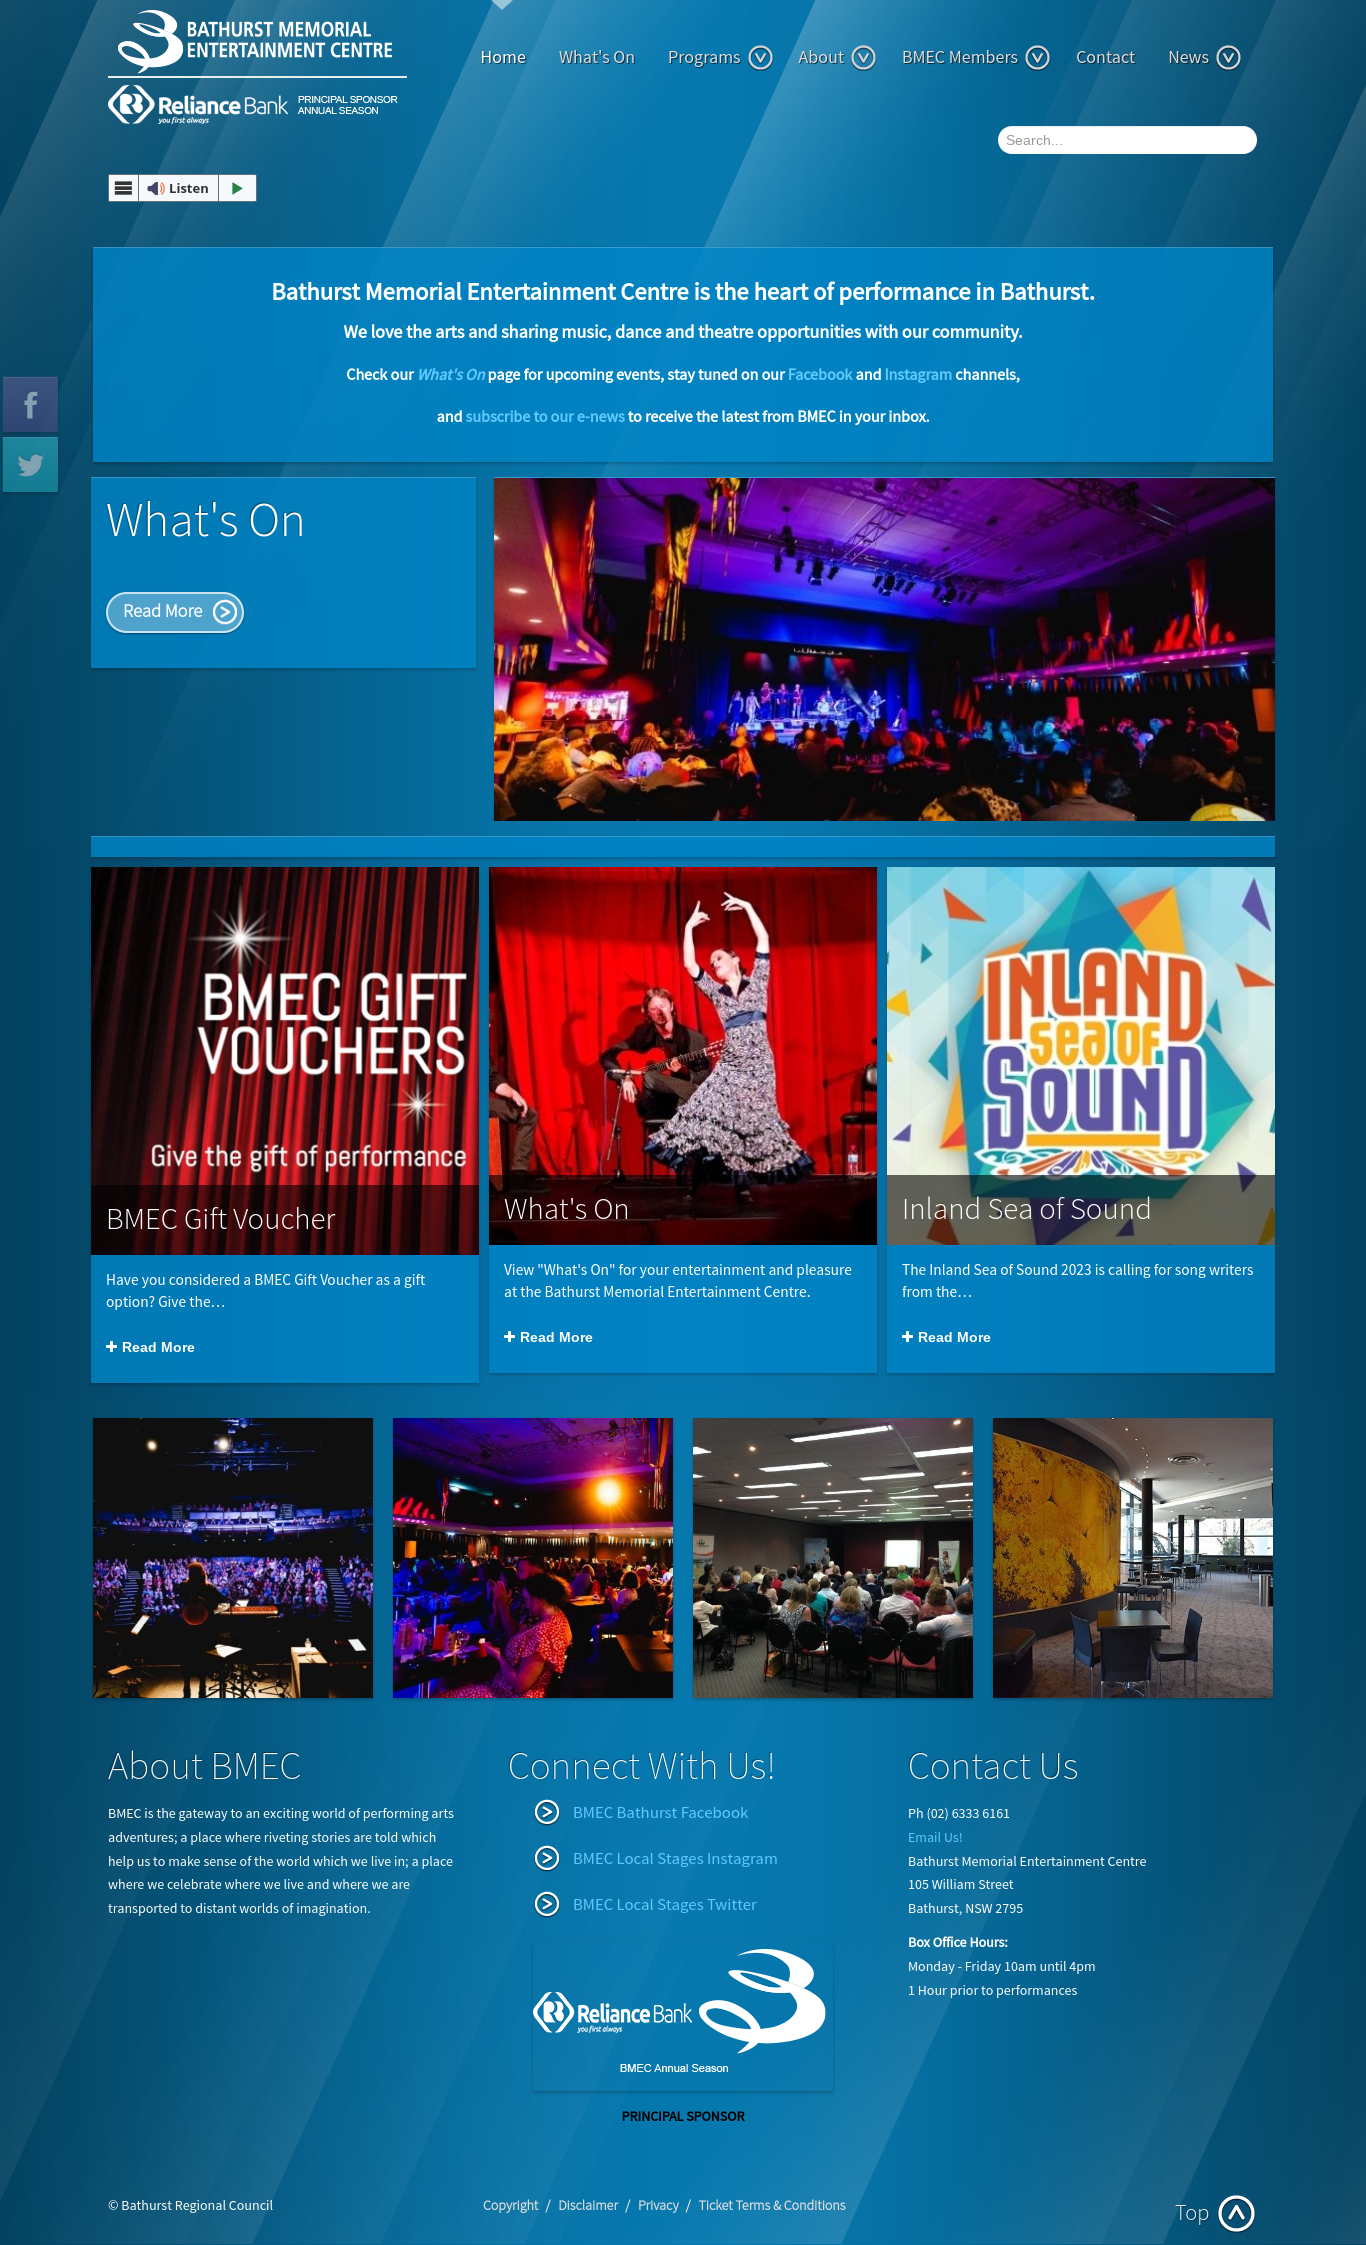 BATHURST MEMORIAL
ENTERTAINMENT CENTRE
Reliance Bank
you first always
PRINCIPAL SPONSOR
ANNUAL SEASON
Home
What's On
Programs
About
BMEC Members
Contact
News
Search...
Listen
Bathurst Memorial Entertainment Centre is the heart of performance in Bathurst.
We love the arts and sharing music, dance and theatre opportunities with our community.
Check our What's On page for upcoming events, stay tuned on our Facebook and Instagram channels,
and subscribe to our e-news to receive the latest from BMEC in your inbox.
What's On
Read More
BMEC GIFT
VOUCHERS
Give the gift of performance
BMEC Gift Voucher
Have you considered a BMEC Gift Voucher as a gift
option? Give the…
Read More
What's On
View "What's On" for your entertainment and pleasure
at the Bathurst Memorial Entertainment Centre.
Read More
INLAND
SEA OF
SOUND
Inland Sea of Sound
The Inland Sea of Sound 2023 is calling for song writers
from the…
Read More
About BMEC
BMEC is the gateway to an exciting world of performing arts
adventures; a place where riveting stories are told which
help us to make sense of the world which we live in; a place
where we celebrate where we live and where we are
transported to distant worlds of imagination.
Connect With Us!
BMEC Bathurst Facebook
BMEC Local Stages Instagram
BMEC Local Stages Twitter
Reliance Bank
you first always
BMEC Annual Season
PRINCIPAL SPONSOR
Contact Us
Ph (02) 6333 6161
Email Us!
Bathurst Memorial Entertainment Centre
105 William Street
Bathurst, NSW 2795
Box Office Hours:
Monday - Friday 10am until 4pm
1 Hour prior to performances
© Bathurst Regional Council
Copyright / Disclaimer / Privacy / Ticket Terms & Conditions
Top